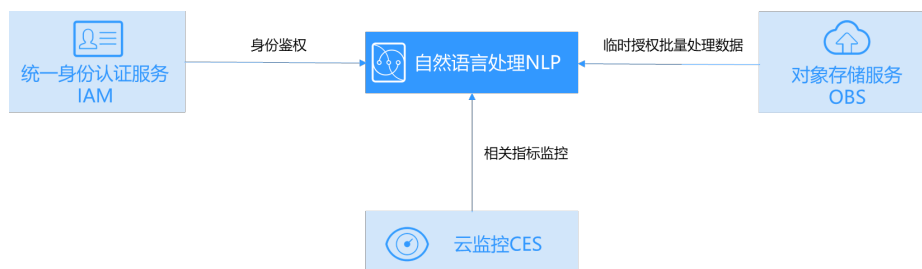 统一身份认证服务
IAM
身份鉴权
自然语言处理NLP
临时授权批量处理数据
对象存储服务
OBS
相关指标监控
云监控CES